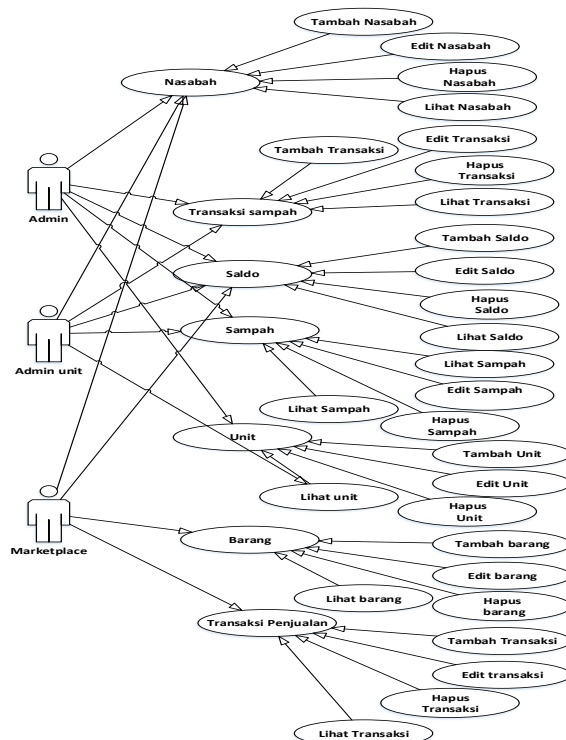 Tambah Nasabah
Edit Nasabah
Nasabah
Hapus
Nasabah
Lihat Nasabah
Edit Transaksi
Tambah Transaksi
Hapus
Transaksi
Admin
Transaksi sampah
Lihat Transaksi
Tambah Saldo
Saldo
Edit Saldo
Hapus
Saldo
Sampah
Lihat Saldo
Admin unit
Lihat Sampah
Edit Sampah
Lihat Sampah
Hapus
Sampah
Unit
Tambah Unit
Edit Unit
Lihat unit
Hapus
Unit
Marketplace
Barang
Tambah barang
Edit barang
Lihat barang
Hapus
barang
Transaksi Penjualan
Tambah Transaksi
Edit transaksi
Hapus
Transaksi
Lihat Transaksi